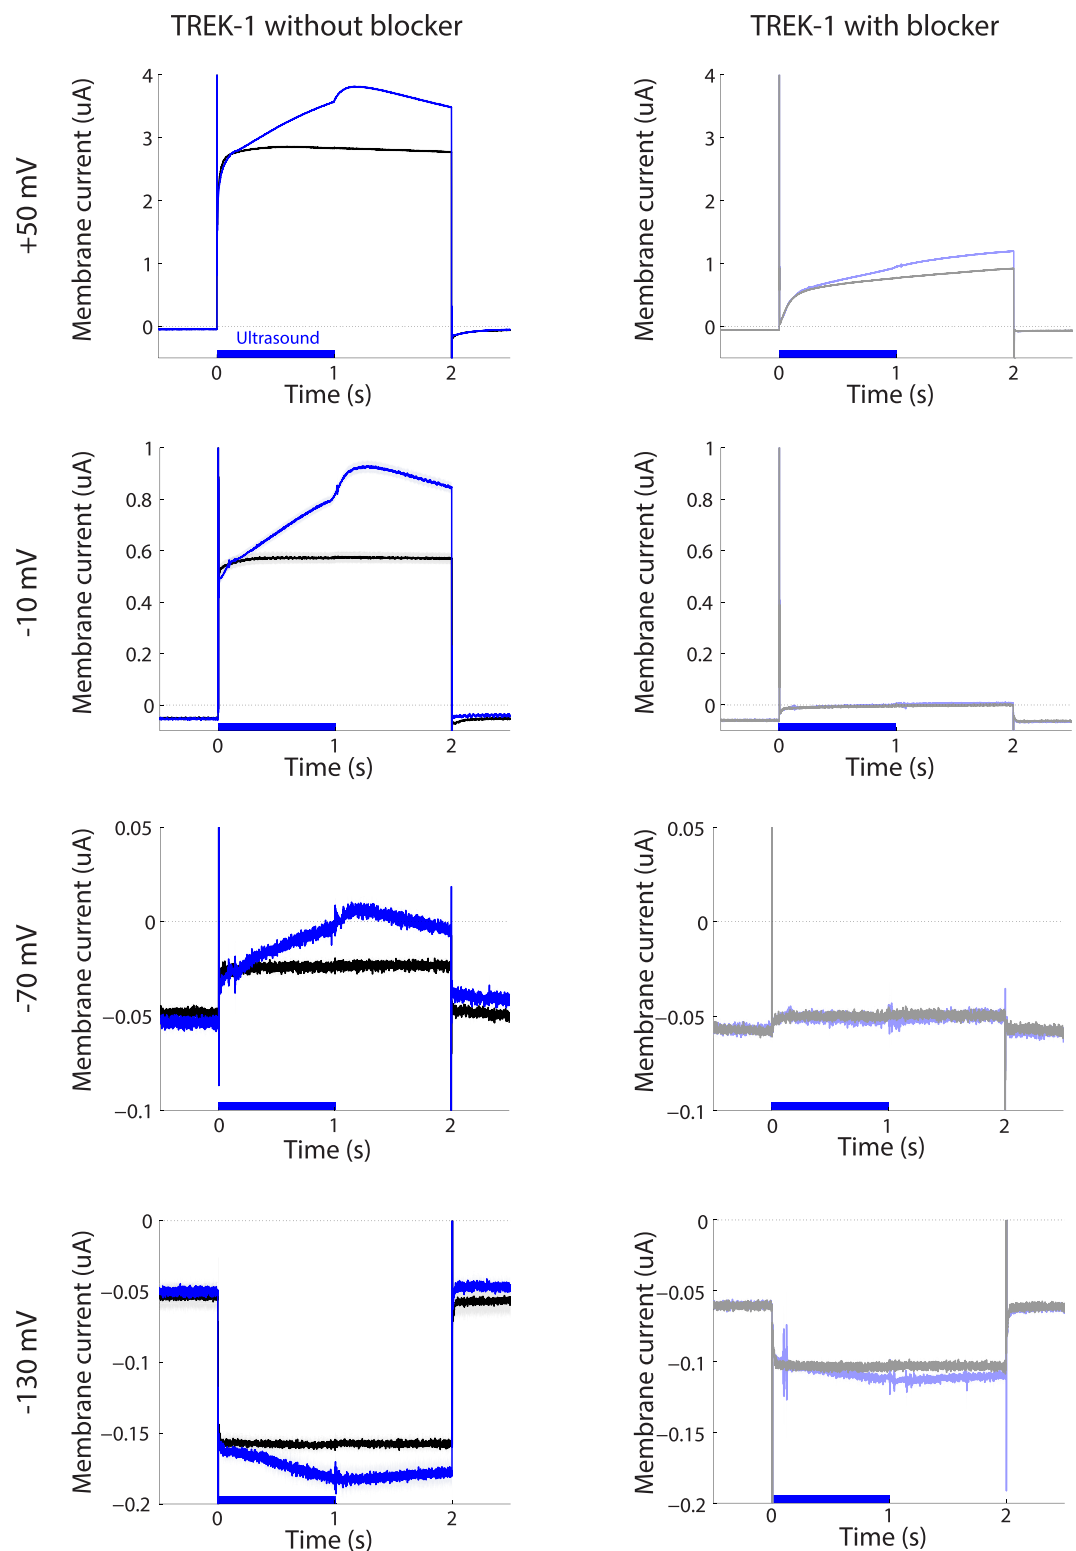 TREK-1 without blocker
TREK-1 with blocker
+50 mV
Membrane current (uA)
4
3
2
1
0
Ultrasound
0 1 2
Time (s)
Membrane current (uA)
4
3
2
1
0
0 1 2
Time (s)
-10 mV
Membrane current (uA)
1
0.8
0.6
0.4
0.2
0
0 1 2
Time (s)
Membrane current (uA)
1
0.8
0.6
0.4
0.2
0
0 1 2
Time (s)
-70 mV
Membrane current (uA)
0.05
0
−0.05
−0.1
0 1 2
Time (s)
Membrane current (uA)
0.05
0
−0.05
−0.1
0 1 2
Time (s)
-130 mV
Membrane current (uA)
0
−0.05
−0.1
−0.15
−0.2
0 1 2
Time (s)
Membrane current (uA)
0
−0.05
−0.1
−0.15
−0.2
0 1 2
Time (s)